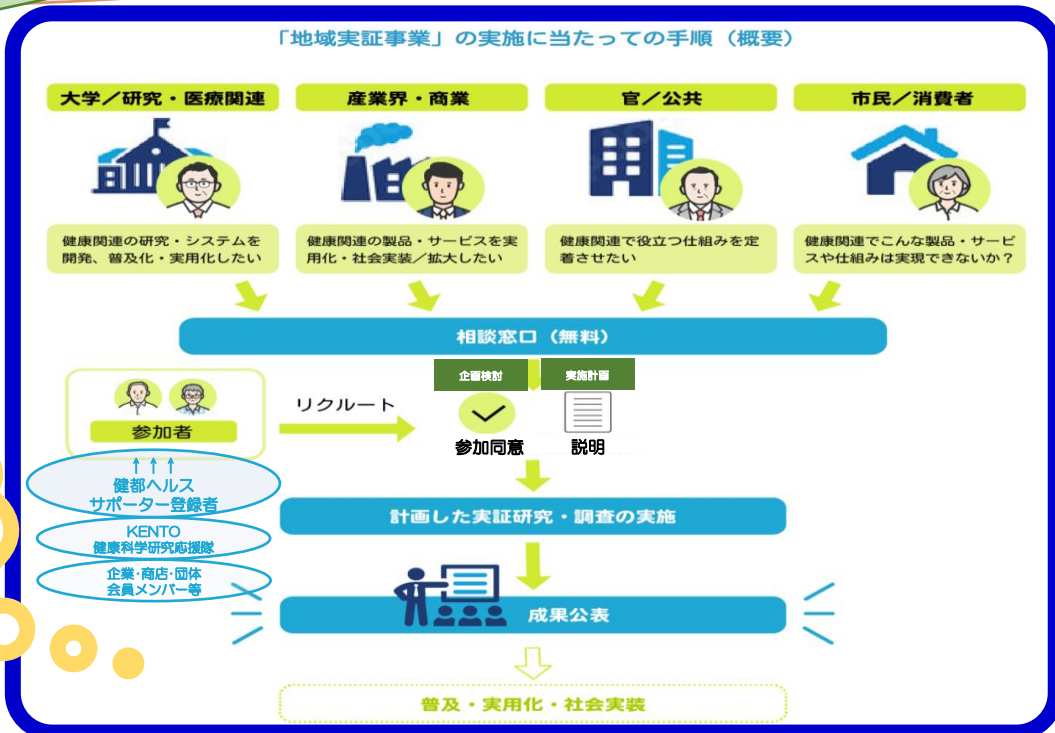 「地域実証事業」の実施に当たっての手順（概要）
大学／研究・医療関連
産業界・商業
官／公共
市民／消費者
健康関連の研究・システムを
開発、普及化・実用化したい
健康関連の製品・サービスを実
用化・社会実装／拡大したい
健康関連で役立つ仕組みを定
着させたい
健康関連でこんな製品・サービ
スや仕組みは実現できないか？
相談窓口（無料）
企画検討
実施計画
参加者
リクルート
参加同意
説明
↑ ↑ ↑
健都ヘルス
サポーター登録者
KENTO
健康科学研究応援隊
企業・商店・団体
会員メンバー等
計画した実証研究・調査の実施
成果公表
普及・実用化・社会実装